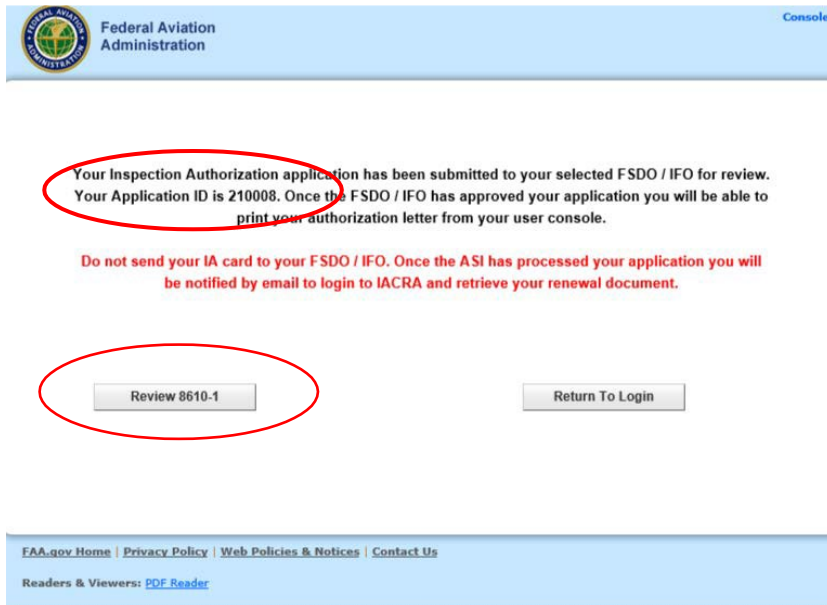 Console
Federal Aviation
Administration
Your Inspection Authorization application has been submitted to your selected FSDO / IFO for review.
Your Application ID is 210008. Once the FSDO / IFO has approved your application you will be able to
print your authorization letter from your user console.
Do not send your IA card to your FSDO / IFO. Once the ASI has processed your application you will
be notified by email to login to IACRA and retrieve your renewal document.
Review 8610-1
Return To Login
FAA.gov Home | Privacy Policy | Web Policies & Notices | Contact Us
Readers & Viewers: PDF Reader